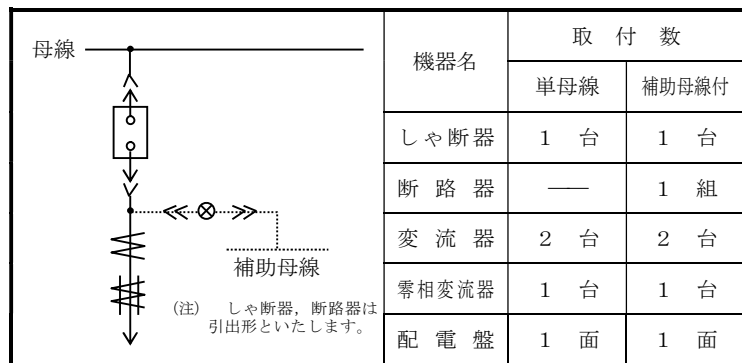 母線
補助母線
(注) しゃ断器，断路器は
引出形といたします。
機器名 取付数
単母線 補助母線付
しゃ断器 1台 1台
断路器 ── 1組
変流器 2台 2台
零相変流器 1台 1台
配電盤 1面 1面